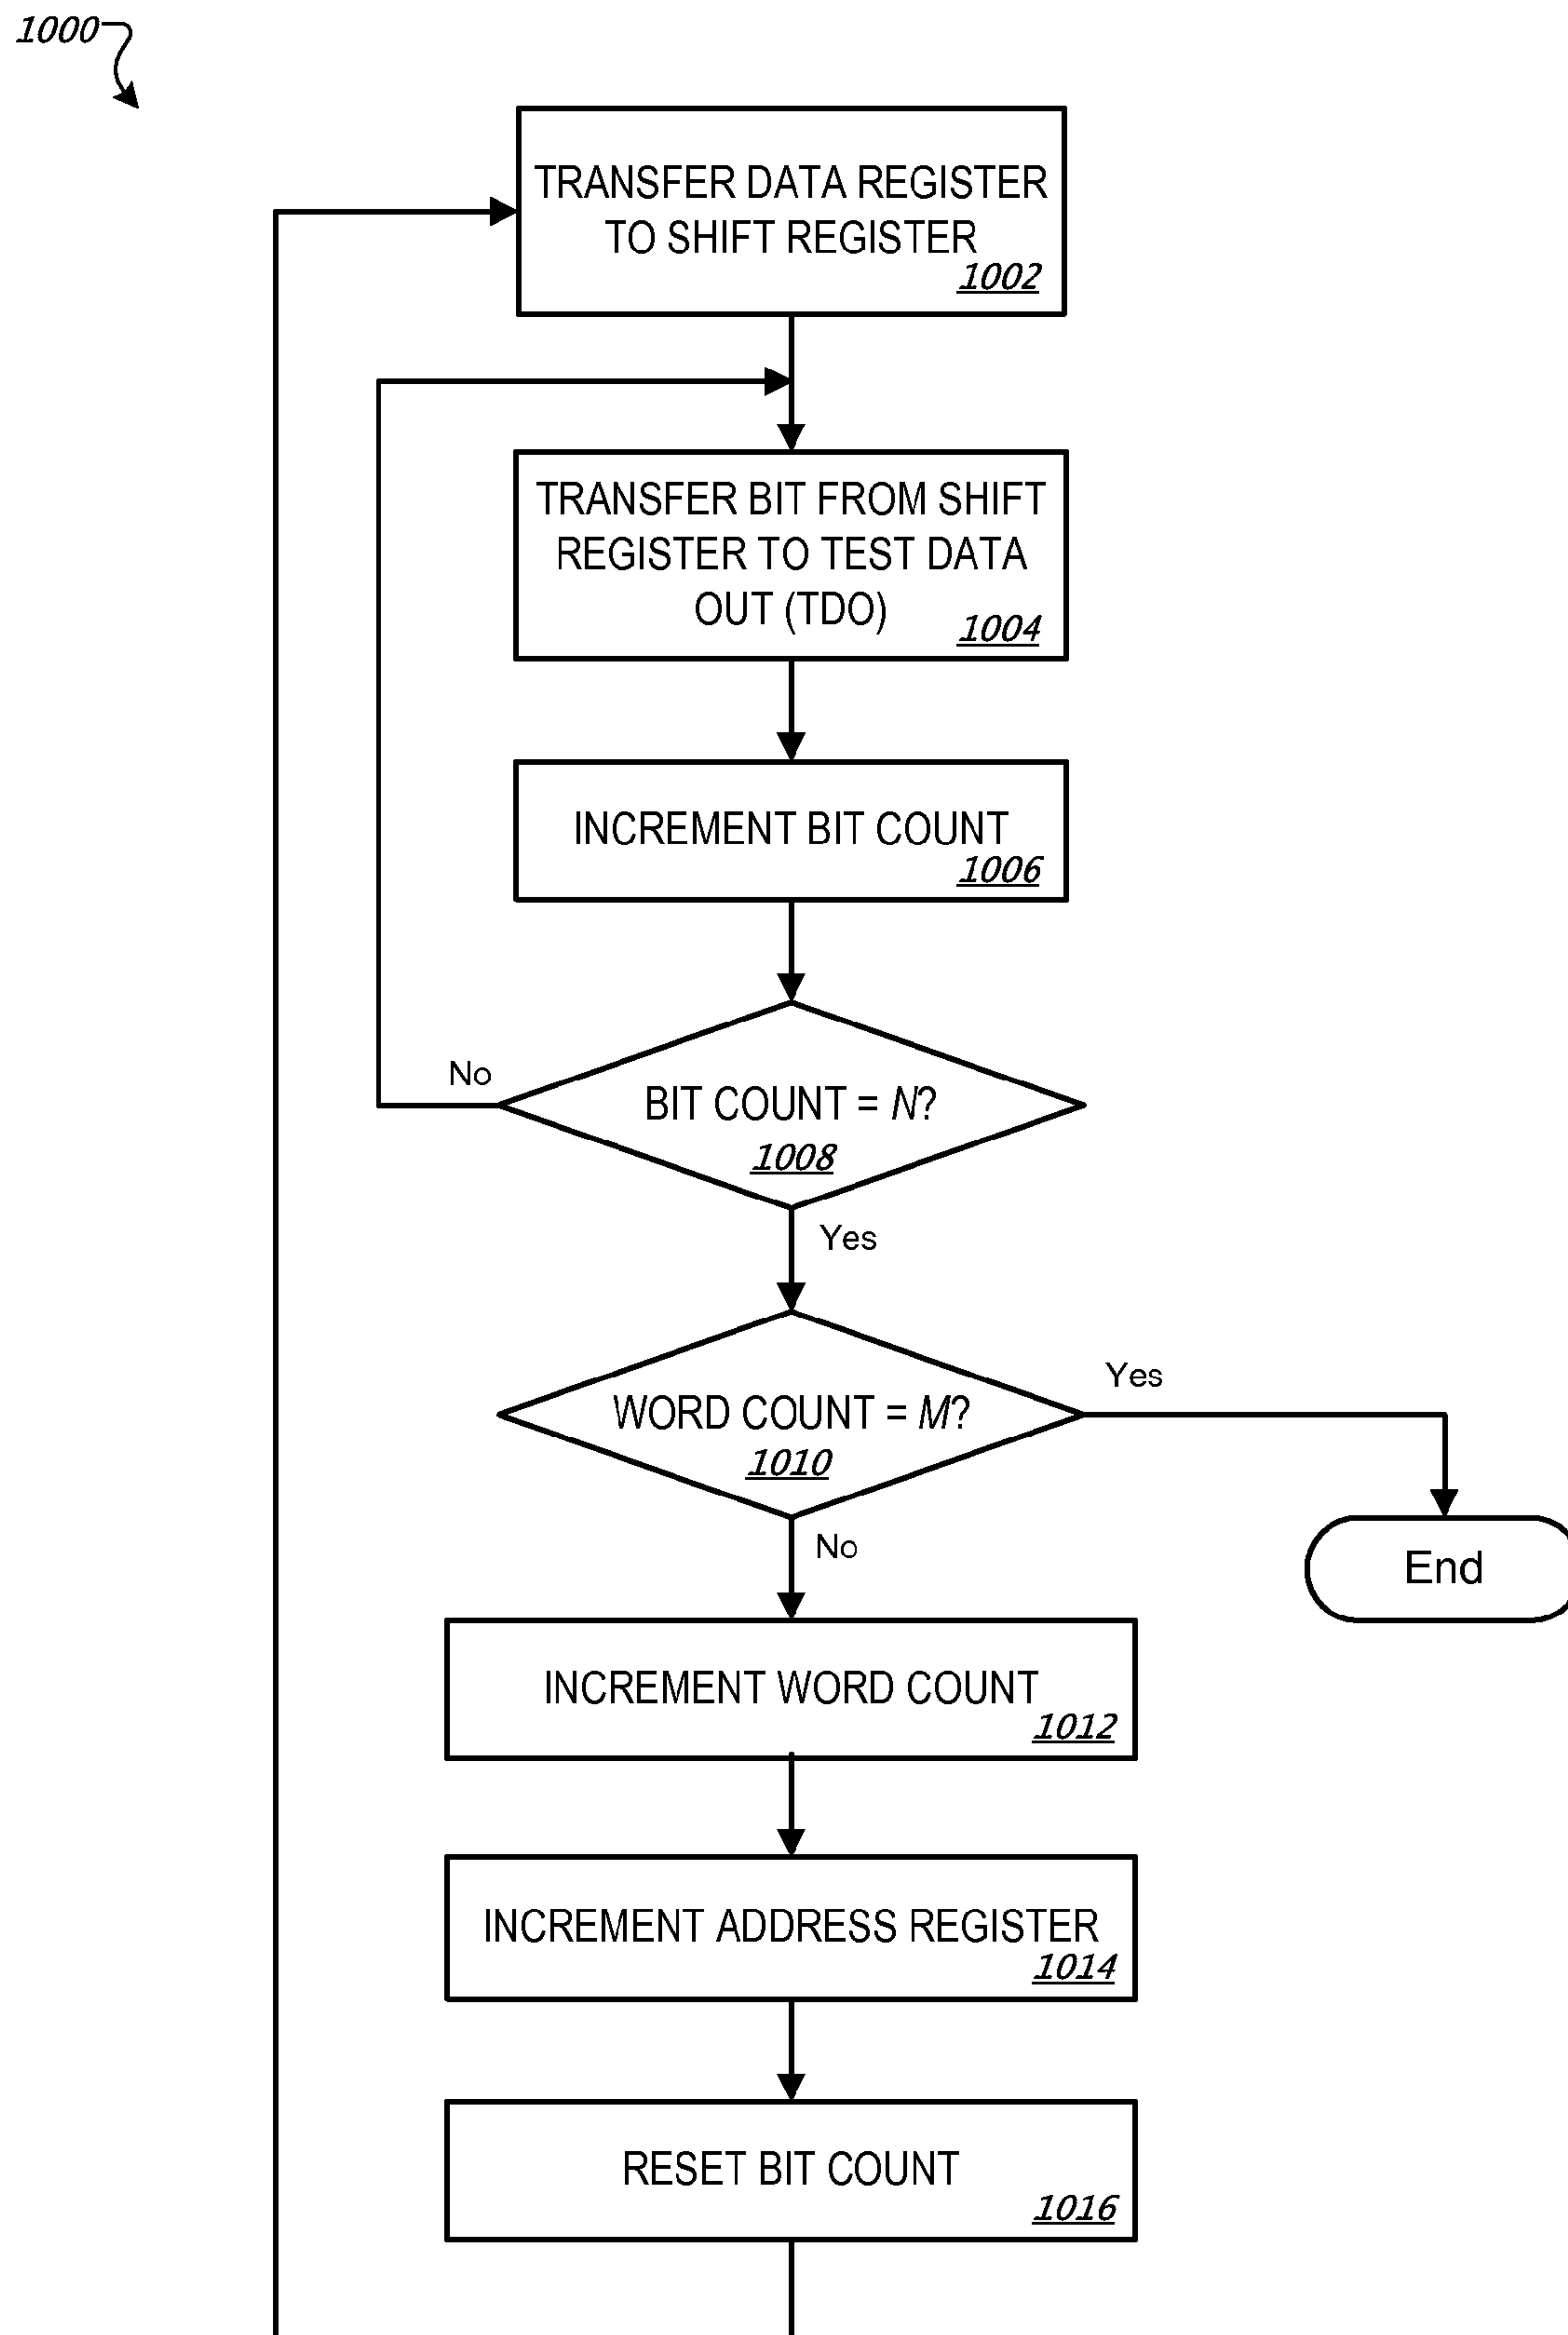 1000
TRANSFER DATA REGISTER
TO SHIFT REGISTER
1002
TRANSFER BIT FROM SHIFT
REGISTER TO TEST DATA
OUT (TDO)
1004
INCREMENT BIT COUNT
1006
No
BIT COUNT = N?
1008
Yes
WORD COUNT = M?
1010
Yes
No
End
INCREMENT WORD COUNT
1012
INCREMENT ADDRESS REGISTER
1014
RESET BIT COUNT
1016